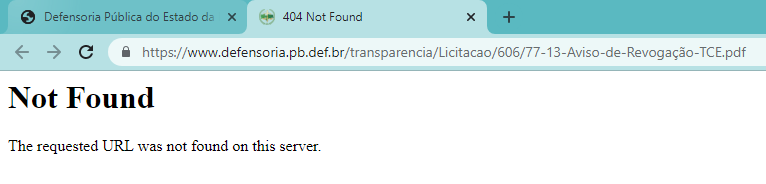 Defensoria Pública do Estado da
404 Not Found
https://www.defensoria.pb.def.br/transparencia/Licitacao/606/77-13-Aviso-de-Revogação-TCE.pdf
Not Found
The requested URL was not found on this server.